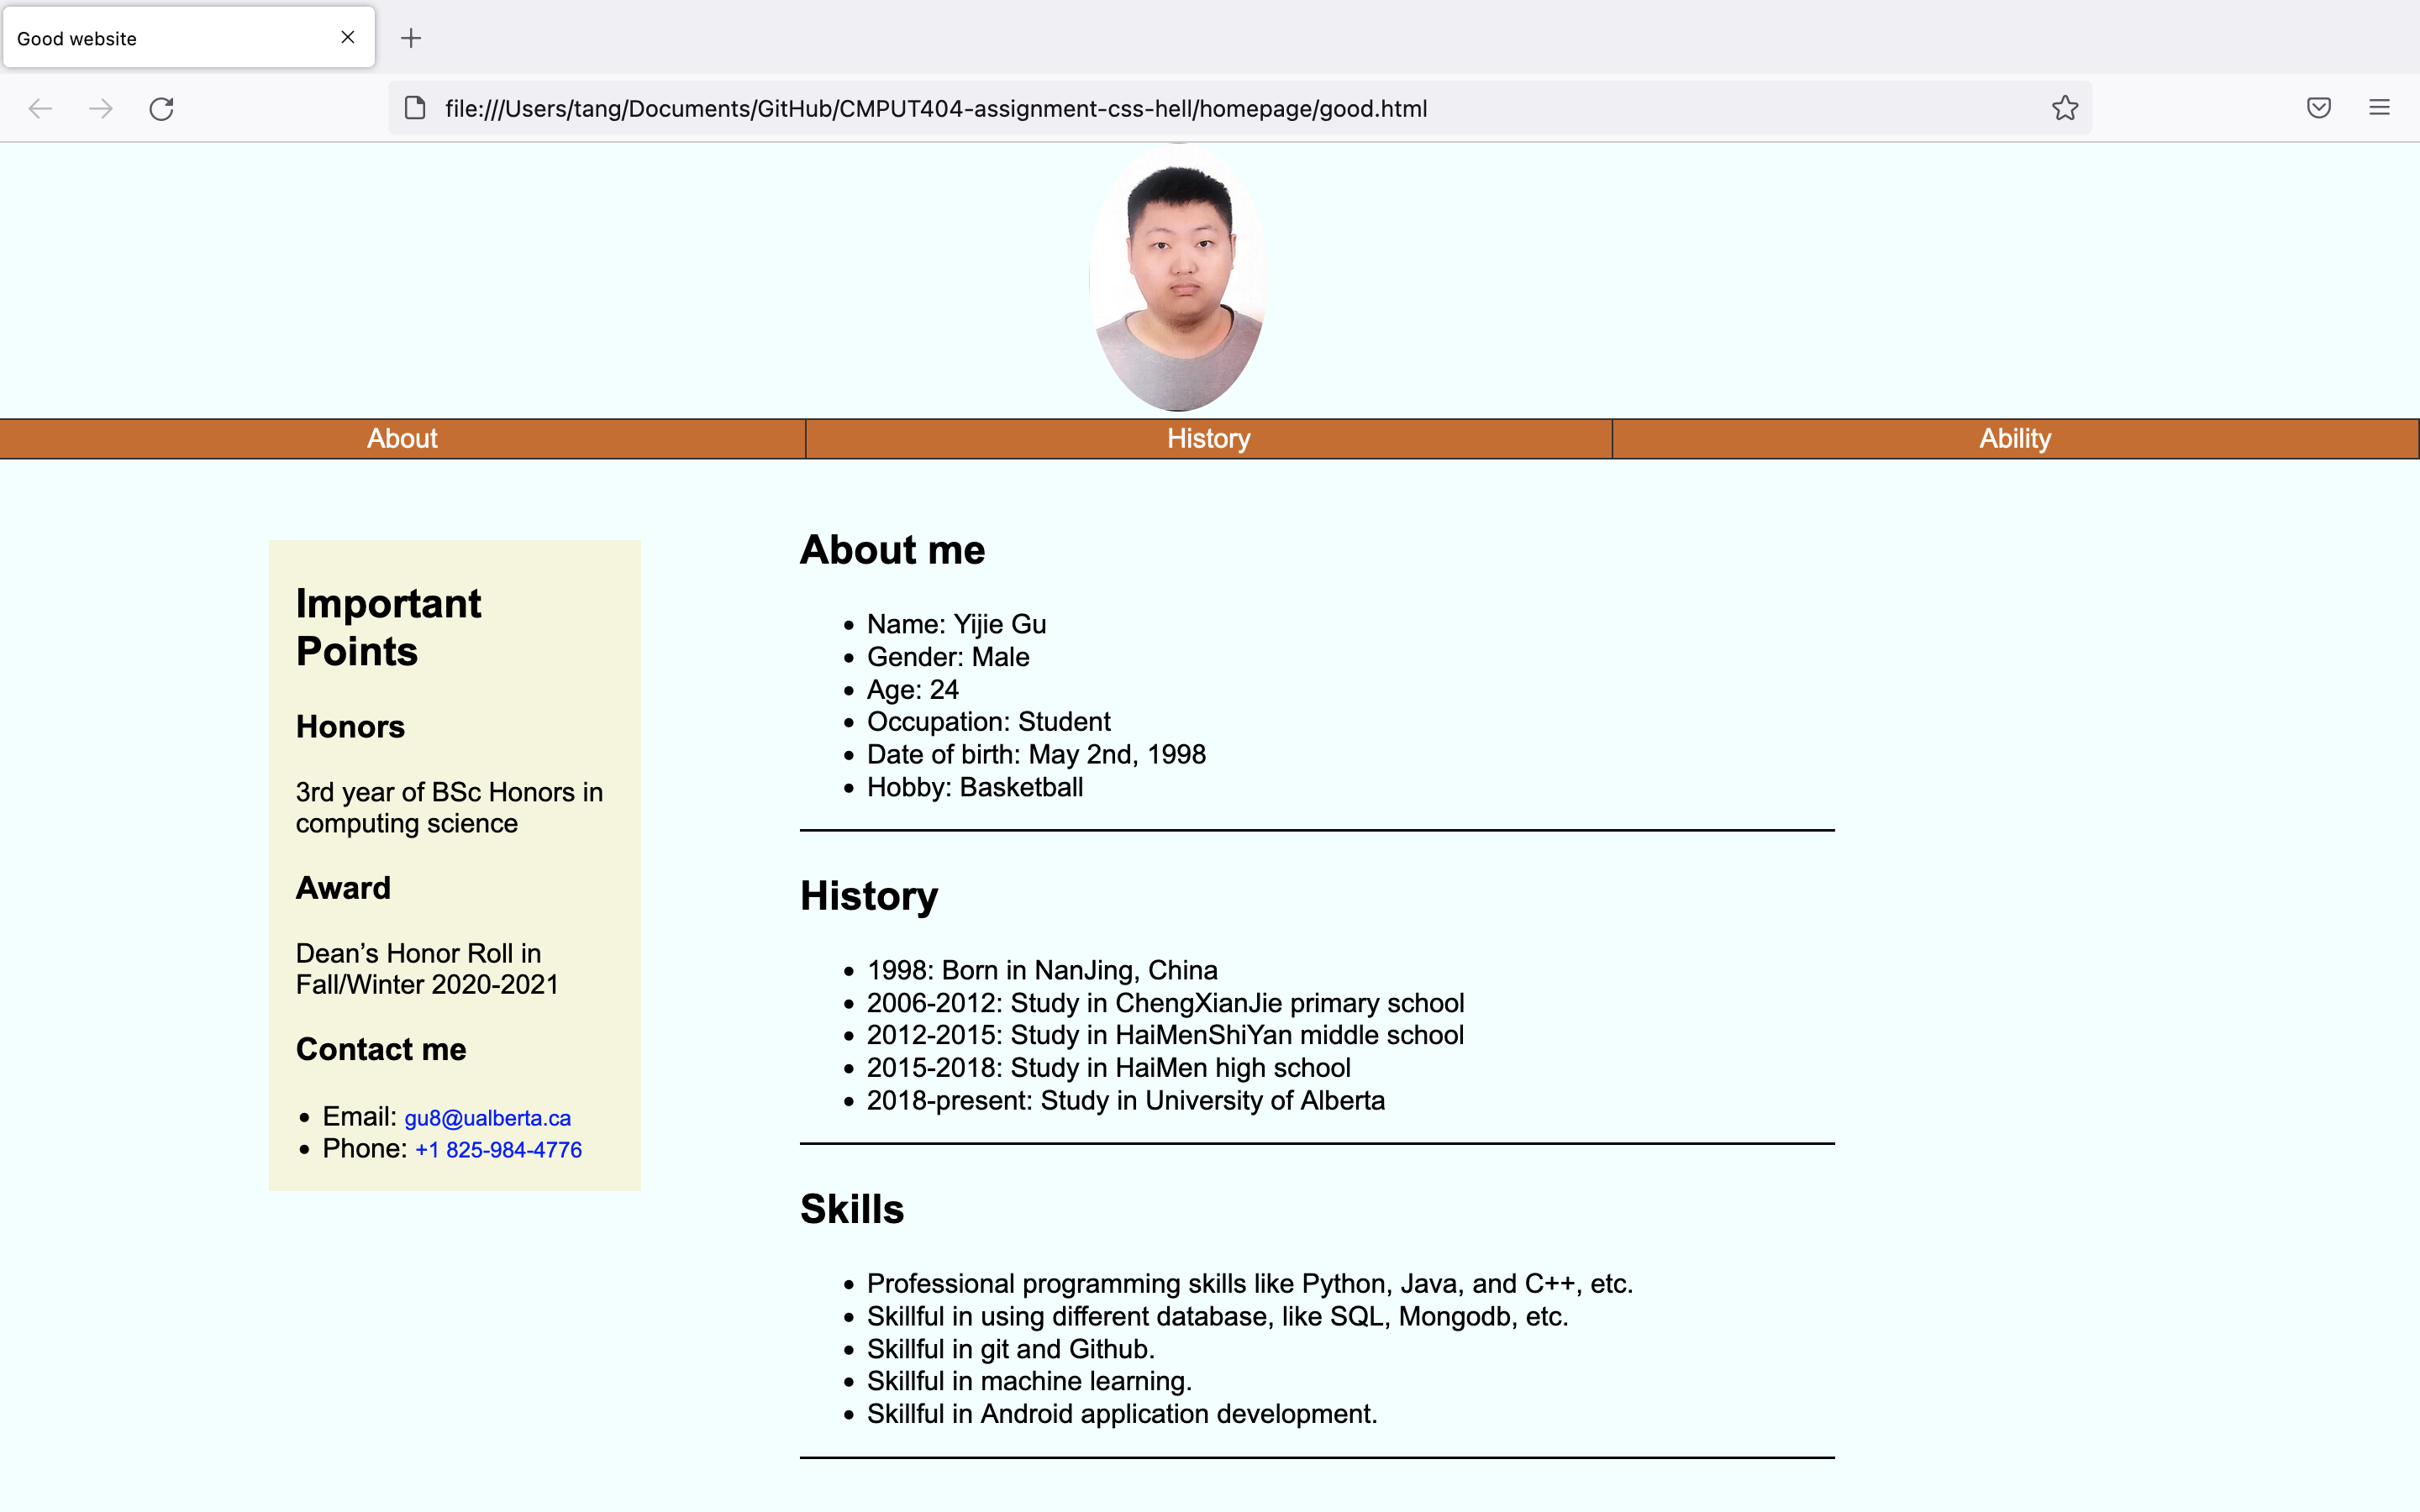 Good website
file:///Users/tang/Documents/GitHub/CMPUT404-assignment-css-hell/homepage/good.html
About
History
Ability
Important
Points
Honors
3rd year of BSc Honors in
computing science
Award
Dean’s Honor Roll in
Fall/Winter 2020-2021
Contact me
Email: gu8@ualberta.ca
Phone: +1 825-984-4776
About me
Name: Yijie Gu
Gender: Male
Age: 24
Occupation: Student
Date of birth: May 2nd, 1998
Hobby: Basketball
History
1998: Born in NanJing, China
2006-2012: Study in ChengXianJie primary school
2012-2015: Study in HaiMenShiYan middle school
2015-2018: Study in HaiMen high school
2018-present: Study in University of Alberta
Skills
Professional programming skills like Python, Java, and C++, etc.
Skillful in using different database, like SQL, Mongodb, etc.
Skillful in git and Github.
Skillful in machine learning.
Skillful in Android application development.